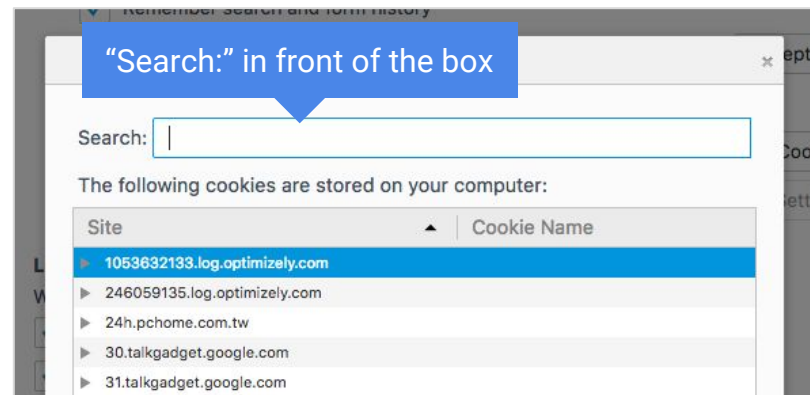 Remember search and form history
“Search:” in front of the box
Search:
The following cookies are stored on your computer:
Site Cookie Name
1053632133.log.optimizely.com
246059135.log.optimizely.com
24h.pchome.com.tw
30.talkgadget.google.com
31.talkgadget.google.com